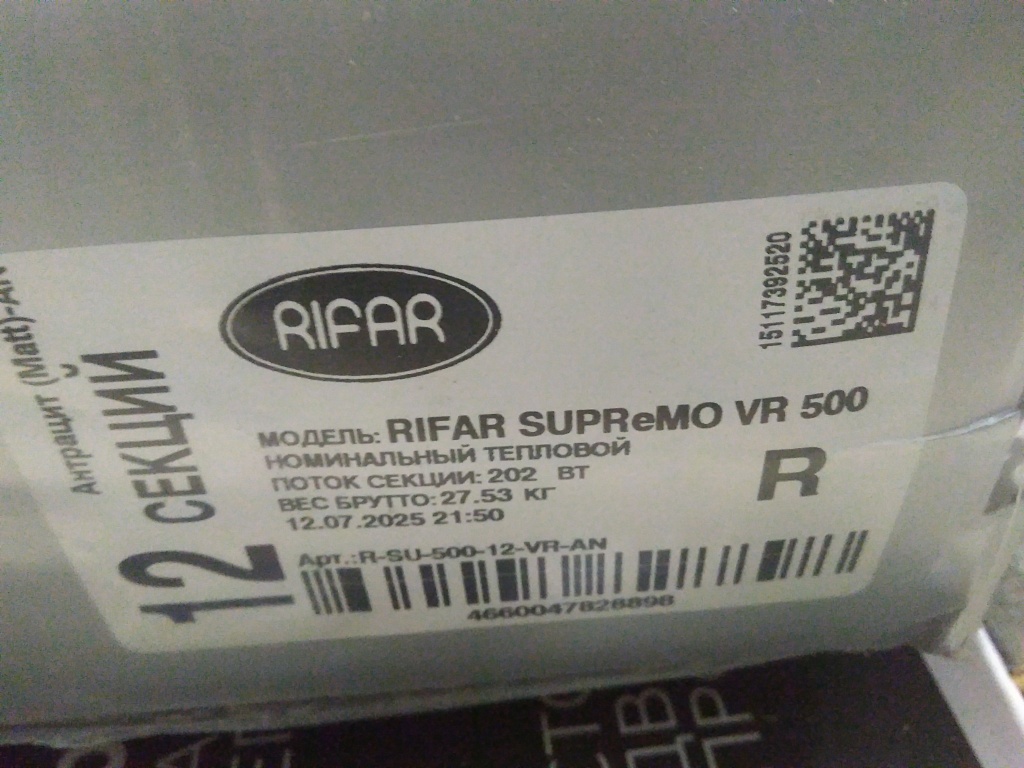 Антрацит (Matt)-AN
12 СЕКЦИЙ
RIFAR
15117392520
МОДЕЛЬ: RIFAR SUPReMO VR 500
НОМИНАЛЬНЫЙ ТЕПЛОВОЙ
ПОТОК СЕКЦИИ: 202 ВТ
ВЕС БРУТТО: 27.53 КГ
12.07.2025 21:50
R
Арт.:R-SU-500-12-VR-AN
4660047828898